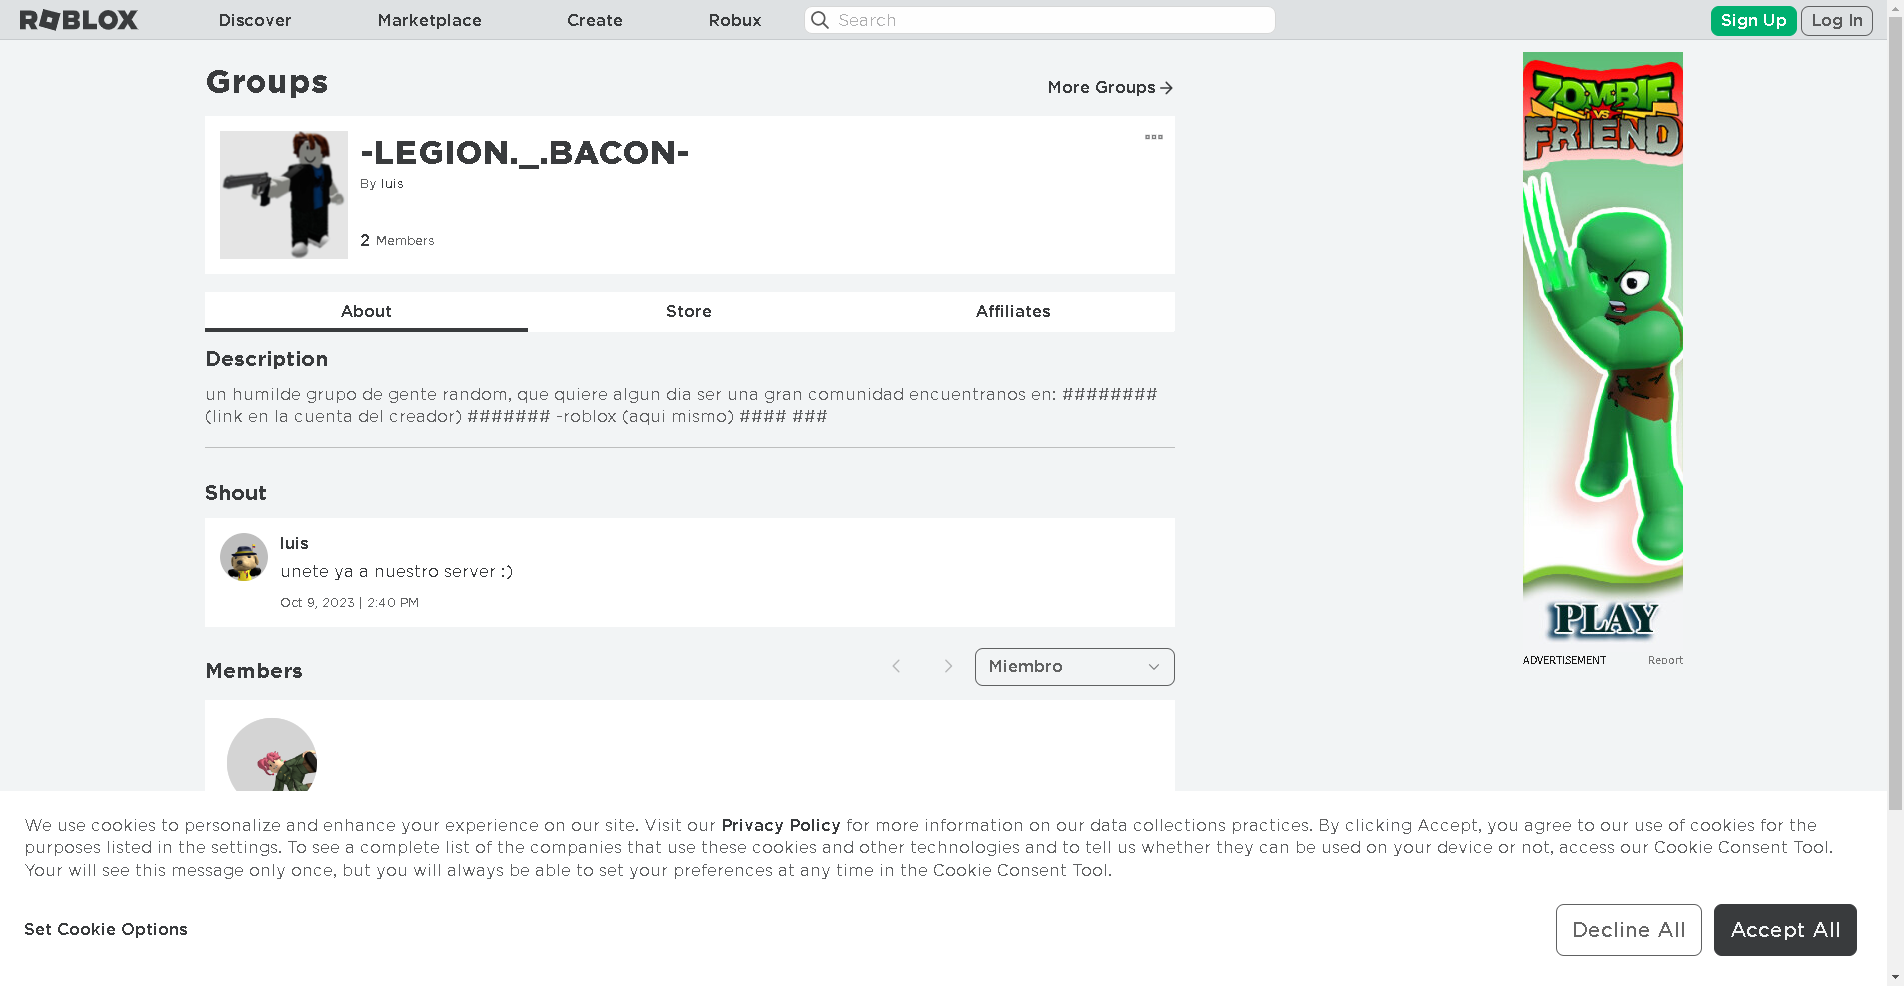 ROBLOX Discover Marketplace Create Robux Search Sign Up Log In
Groups
More Groups
-LEGION._.BACON-
By luis
2 Members
About Store Affiliates
Description
un humilde grupo de gente random, que quiere algun dia ser una gran comunidad encuentranos en: ########
(link en la cuenta del creador) ####### -roblox (aqui mismo) #### ###
Shout
luis
unete ya a nuestro server :)
Oct 9, 2023 | 2:40 PM
Members
Miembro
ZOMBIE
VS
FRIEND
PLAY
ADVERTISEMENT Report
We use cookies to personalize and enhance your experience on our site. Visit our Privacy Policy for more information on our data collections practices. By clicking Accept, you agree to our use of cookies for the
purposes listed in the settings. To see a complete list of the companies that use these cookies and other technologies and to tell us whether they can be used on your device or not, access our Cookie Consent Tool.
Your will see this message only once, but you will always be able to set your preferences at any time in the Cookie Consent Tool.
Set Cookie Options
Decline All Accept All